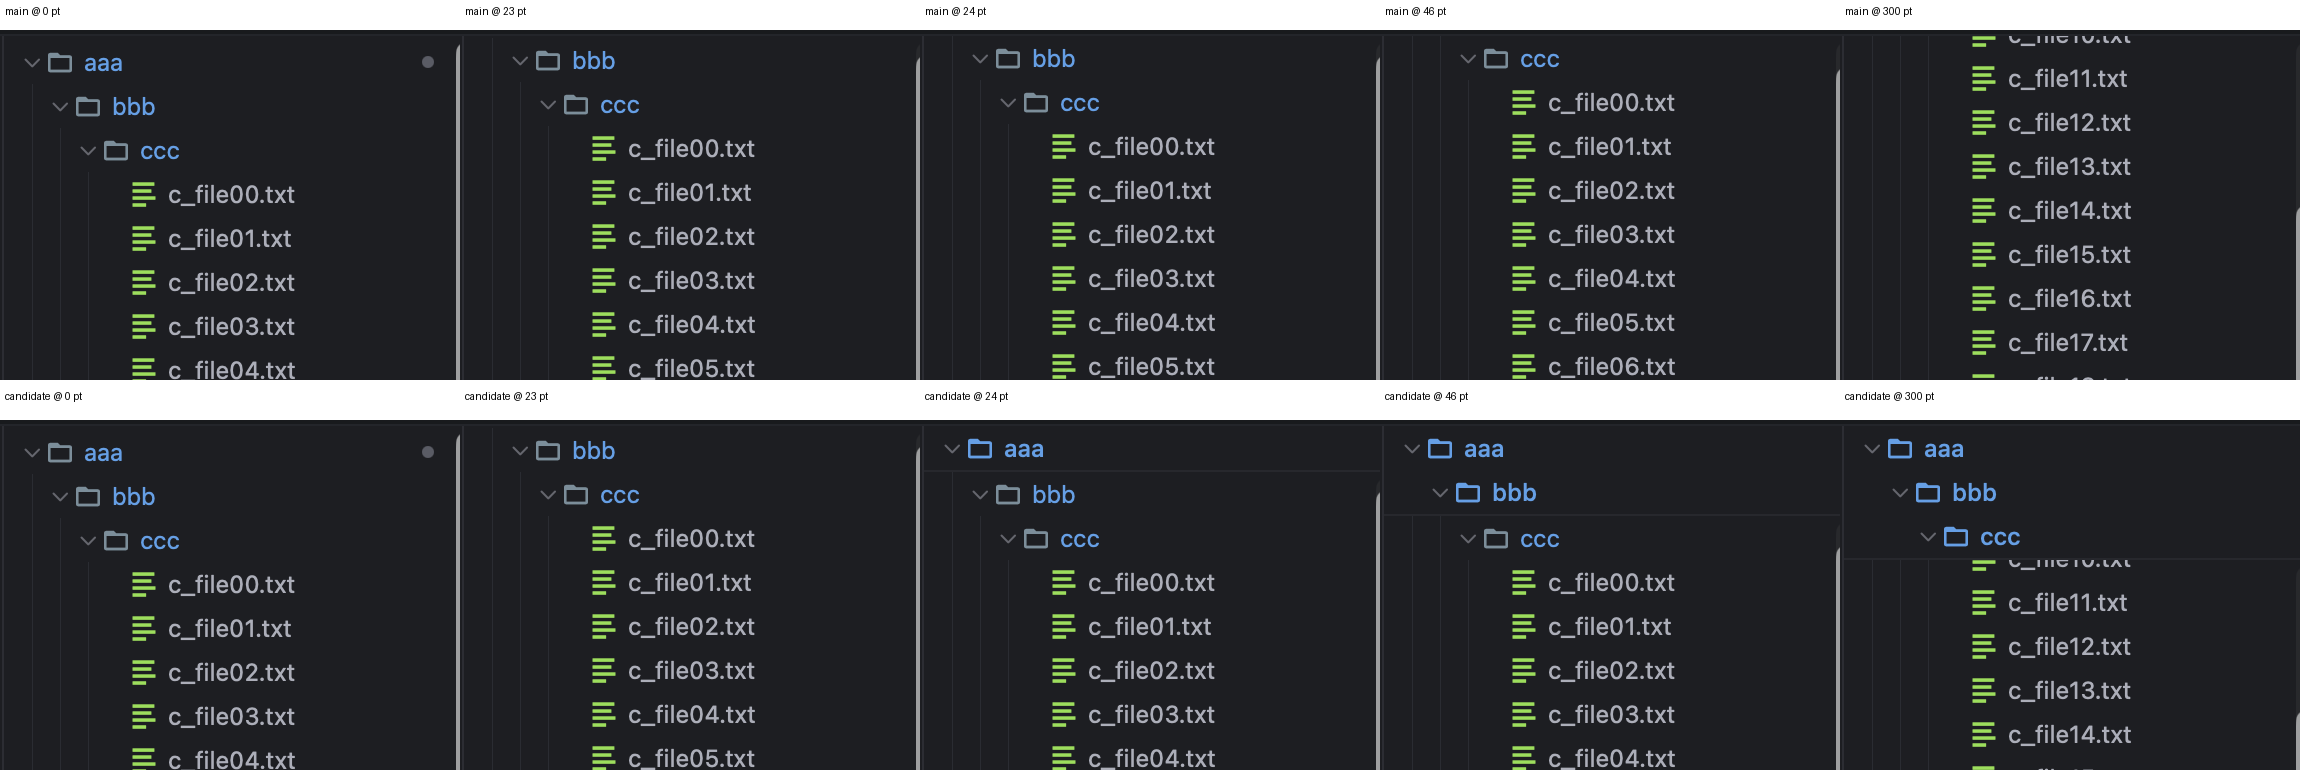 main @ 0 pt
aaa
bbb
ccc
c_file00.txt
c_file01.txt
c_file02.txt
c_file03.txt
c_file04.txt
main @ 23 pt
bbb
ccc
c_file00.txt
c_file01.txt
c_file02.txt
c_file03.txt
c_file04.txt
c_file05.txt
main @ 24 pt
bbb
ccc
c_file00.txt
c_file01.txt
c_file02.txt
c_file03.txt
c_file04.txt
c_file05.txt
main @ 46 pt
ccc
c_file00.txt
c_file01.txt
c_file02.txt
c_file03.txt
c_file04.txt
c_file05.txt
c_file06.txt
main @ 300 pt
c_file10.txt
c_file11.txt
c_file12.txt
c_file13.txt
c_file14.txt
c_file15.txt
c_file16.txt
c_file17.txt
candidate @ 0 pt
aaa
bbb
ccc
c_file00.txt
c_file01.txt
c_file02.txt
c_file03.txt
c_file04.txt
candidate @ 23 pt
bbb
ccc
c_file00.txt
c_file01.txt
c_file02.txt
c_file03.txt
c_file04.txt
c_file05.txt
candidate @ 24 pt
aaa
bbb
ccc
c_file00.txt
c_file01.txt
c_file02.txt
c_file03.txt
c_file04.txt
candidate @ 46 pt
aaa
bbb
ccc
c_file00.txt
c_file01.txt
c_file02.txt
c_file03.txt
c_file04.txt
candidate @ 300 pt
aaa
bbb
ccc
c_file10.txt
c_file11.txt
c_file12.txt
c_file13.txt
c_file14.txt